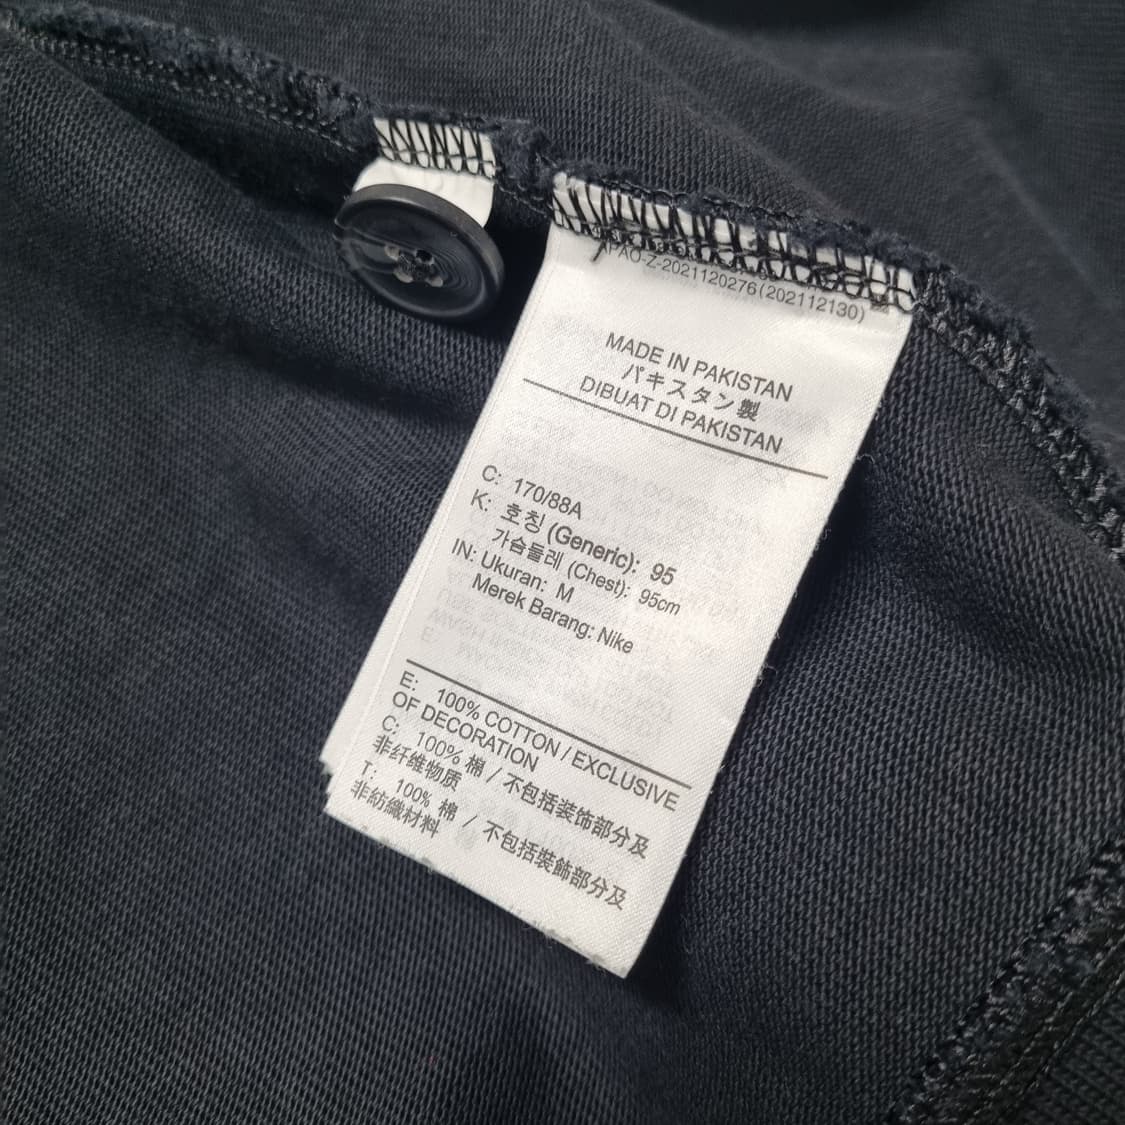 APAO-Z-2021120276(202112130)
MADE IN PAKISTAN
パキスタン製
DIBUAT DI PAKISTAN
C: 170/88A
K: 호칭 (Generic): 95
가슴둘레 (Chest): 95cm
IN: Ukuran: M
Merek Barang: Nike
E: 100% COTTON / EXCLUSIVE
OF DECORATION
C: 100% 棉 / 不包括装饰部分及
非纤维物质
T: 100% 棉 / 不包括裝飾部分及
非紡織材料